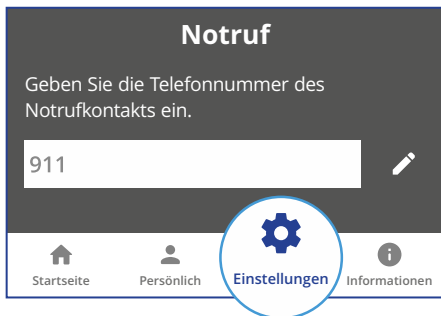 Notruf
Geben Sie die Telefonnummer des
Notrufkontakts ein.
911
Startseite
Persönlich
Einstellungen
Informationen